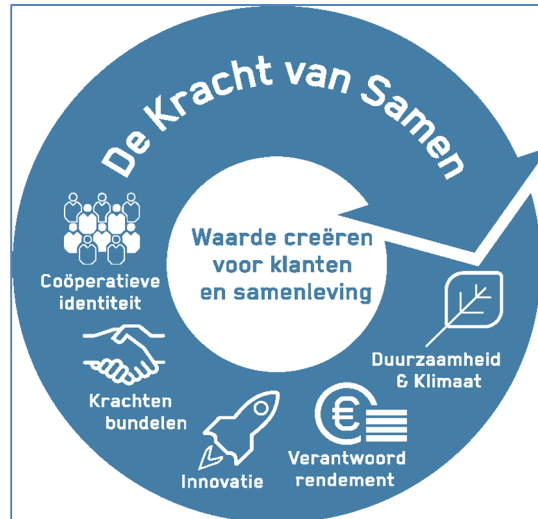 De Kracht van Samen
Waarde creëren
voor klanten
en samenleving
Coöperatieve
identiteit
Krachten
bundelen
Innovatie
€
Verantwoord
rendement
Duurzaamheid
& Klimaat